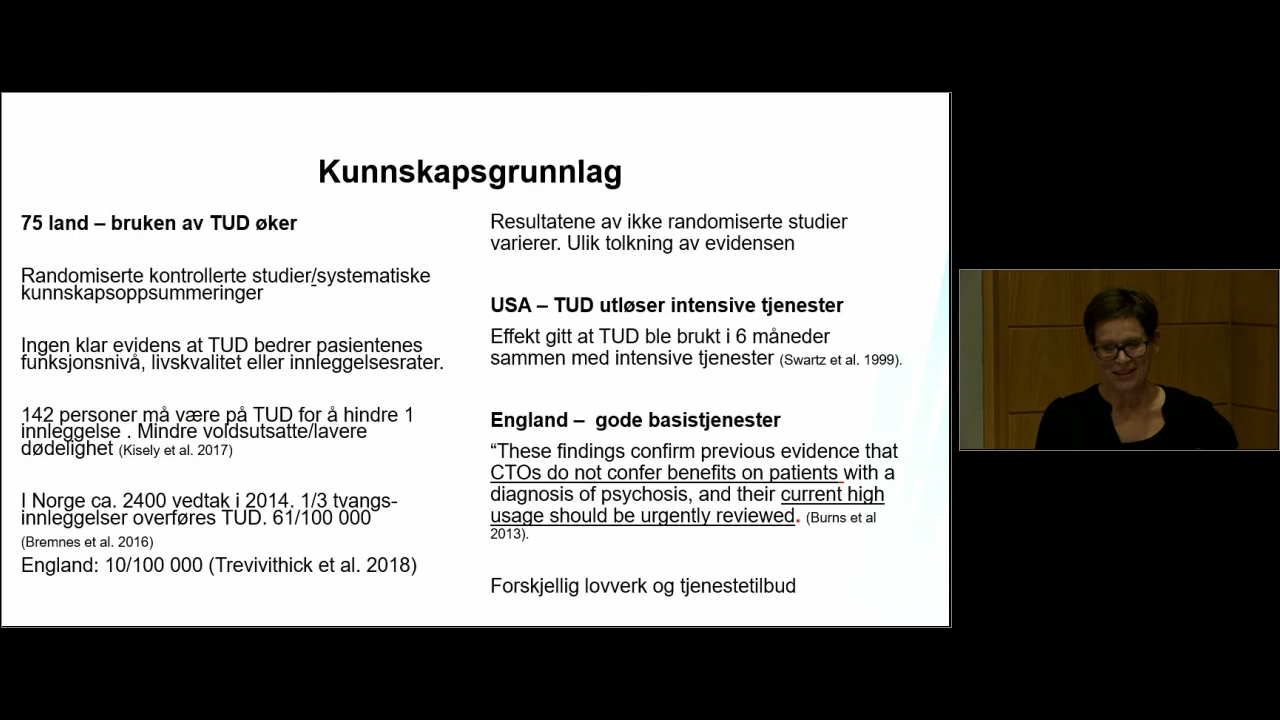 Kunnskapsgrunnlag
75 land – bruken av TUD øker
Randomiserte kontrollerte studier/systematiske
kunnskapsoppsummeringer
Ingen klar evidens at TUD bedrer pasientenes
funksjonsnivå, livskvalitet eller innleggelsesrater.
142 personer må være på TUD for å hindre 1
innleggelse . Mindre voldsutsatte/lavere
dødelighet (Kisely et al. 2017)
I Norge ca. 2400 vedtak i 2014. 1/3 tvangs-
innleggelser overføres TUD. 61/100 000
(Bremnes et al. 2016)
England: 10/100 000 (Trevivithick et al. 2018)
Resultatene av ikke randomiserte studier
varierer. Ulik tolkning av evidensen
USA – TUD utløser intensive tjenester
Effekt gitt at TUD ble brukt i 6 måneder
sammen med intensive tjenester (Swartz et al. 1999).
England – gode basistjenester
“These findings confirm previous evidence that
CTOs do not confer benefits on patients with a
diagnosis of psychosis, and their current high
usage should be urgently reviewed. (Burns et al
2013).
Forskjellig lovverk og tjenestetilbud